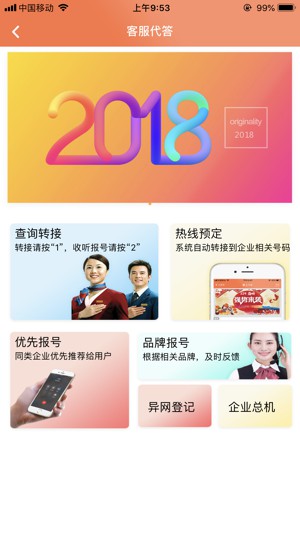 中国移动
上午9:53
99%
客服代答
2018
originality
2018
查询转接
转接请按“1”，收听报号请按“2”
热线预定
系统自动转接到企业相关号码
优先报号
同类企业优先推荐给用户
品牌报号
根据相关品牌，及时反馈
异网登记
企业总机